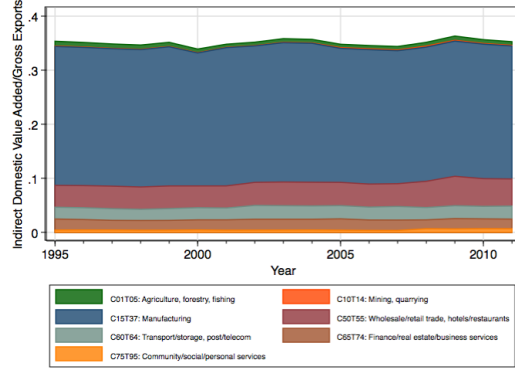 .4
.3
.2
.1
0
Indirect Domestic Value Added/Gross Exports
1995
2000
2005
2010
Year
C01T05: Agriculture, forestry, fishing
C10T14: Mining, quarrying
C15T37: Manufacturing
C50T55: Wholesale/retail trade, hotels/restaurants
C60T64: Transport/storage, post/telecom
C65T74: Finance/real estate/business services
C75T95: Community/social/personal services